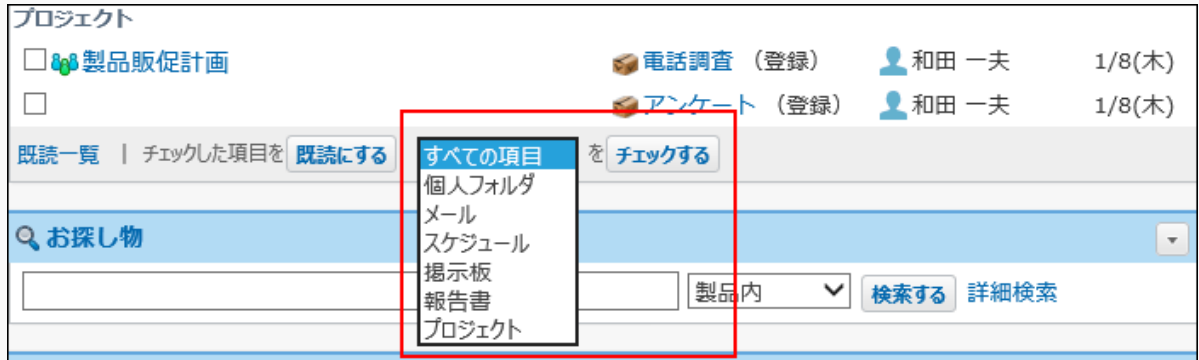 プロジェクト
製品販促計画 電話調査 (登録) 和田 一夫 1/8(木)
アンケート (登録) 和田 一夫 1/8(木)
既読一覧 | チェックした項目を 既読にする すべての項目 を チェックする
個人フォルダ
メール
スケジュール
掲示板
報告書
プロジェクト
お探し物
製品内 検索する 詳細検索